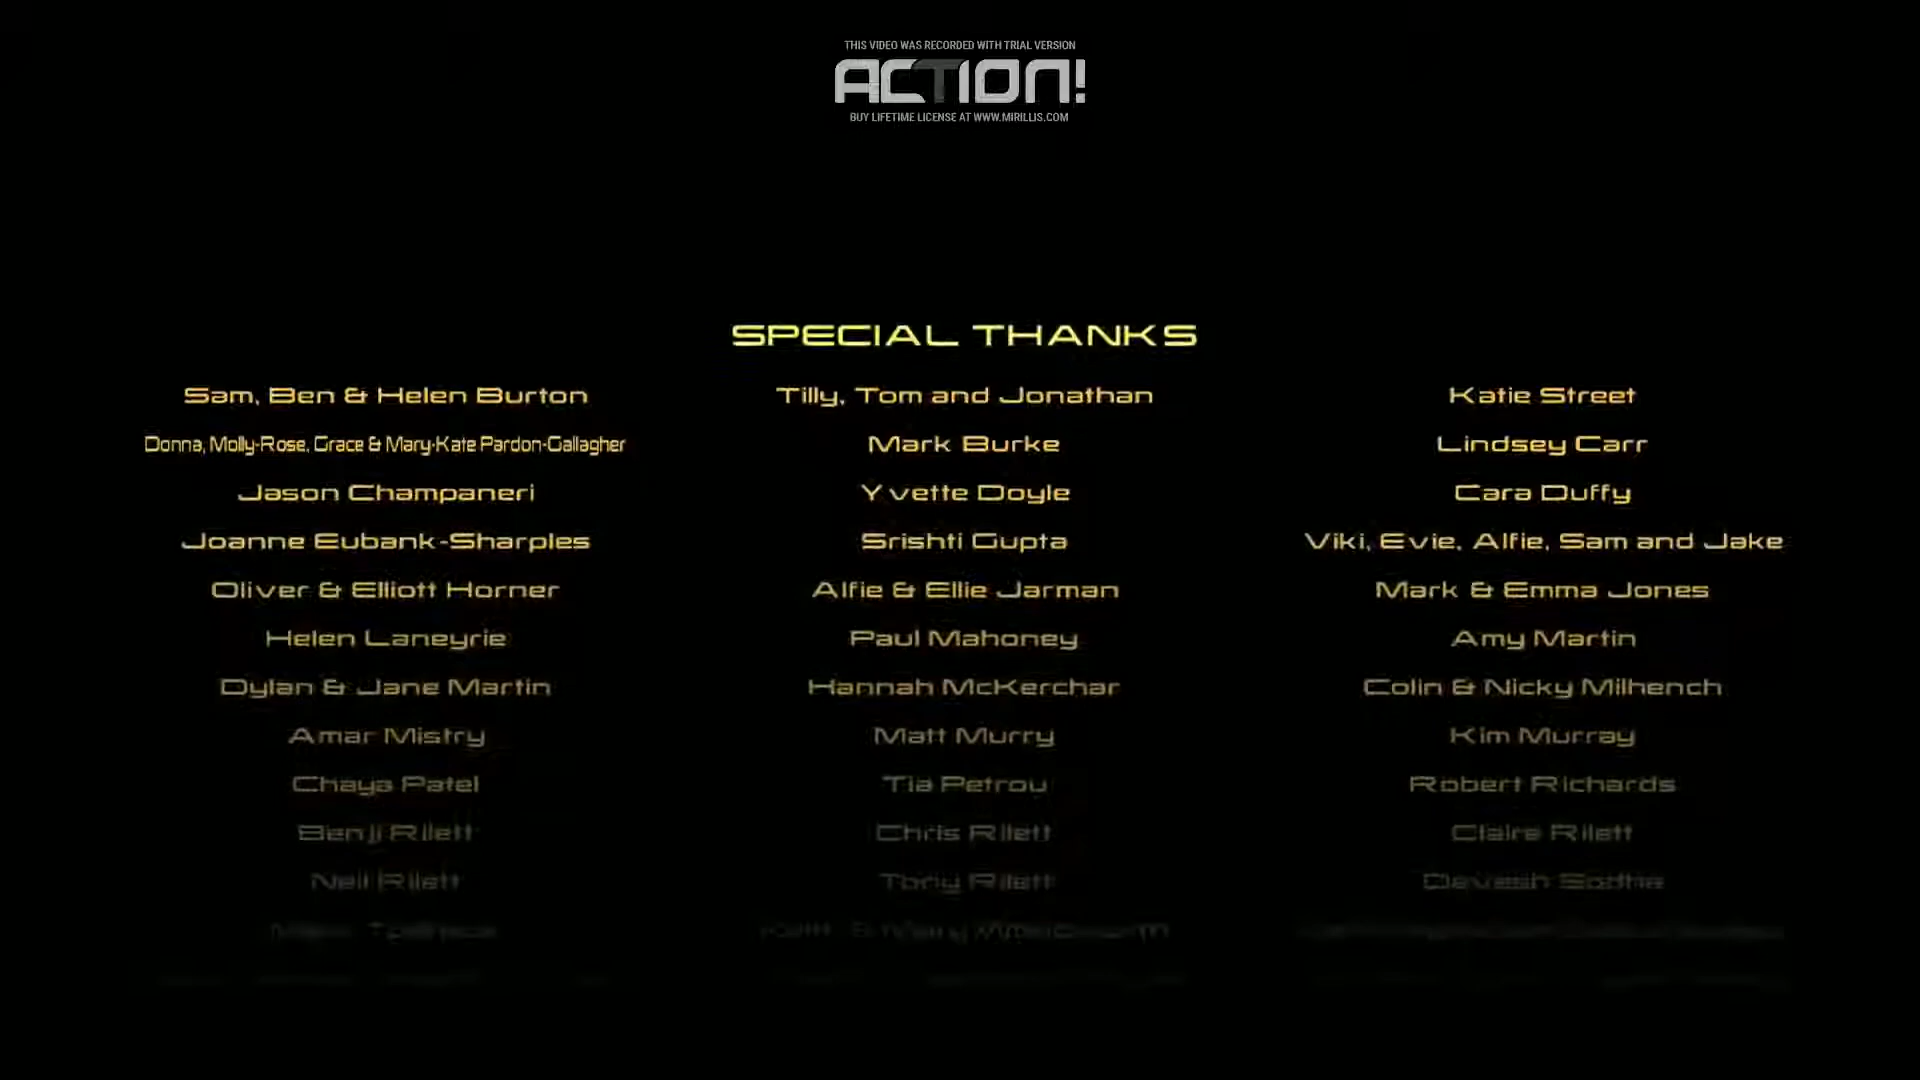 THIS VIDEO WAS RECORDED WITH TRIAL VERSION
ACTION!
BUY LIFETIME LICENSE AT WWW.MIRILLIS.COM
SPECIAL THANKS
Sam, Ben & Helen Burton Tilly, Tom and Jonathan Katie Street
Donna, Molly-Rose, Grace & Mary-Kate Pardon-Gallagher Mark Burke Lindsey Carr
Jason Champaneri Yvette Doyle Cara Duffy
Joanne Eubank-Sharples Srishti Gupta Viki, Evie, Alfie, Sam and Jake
Oliver & Elliott Horner Alfie & Ellie Jarman Mark & Emma Jones
Helen Laneyrie Paul Mahoney Amy Martin
Dylan & Jane Martin Hannah McKerchar Colin & Nicky Milhench
Amar Mistry Matt Murry Kim Murray
Chaya Patel Tia Petrou Robert Richards
Benji Rilett Chris Rilett Claire Rilett
Neil Rilett Tony Rilett Devesh Sodha
& Mary